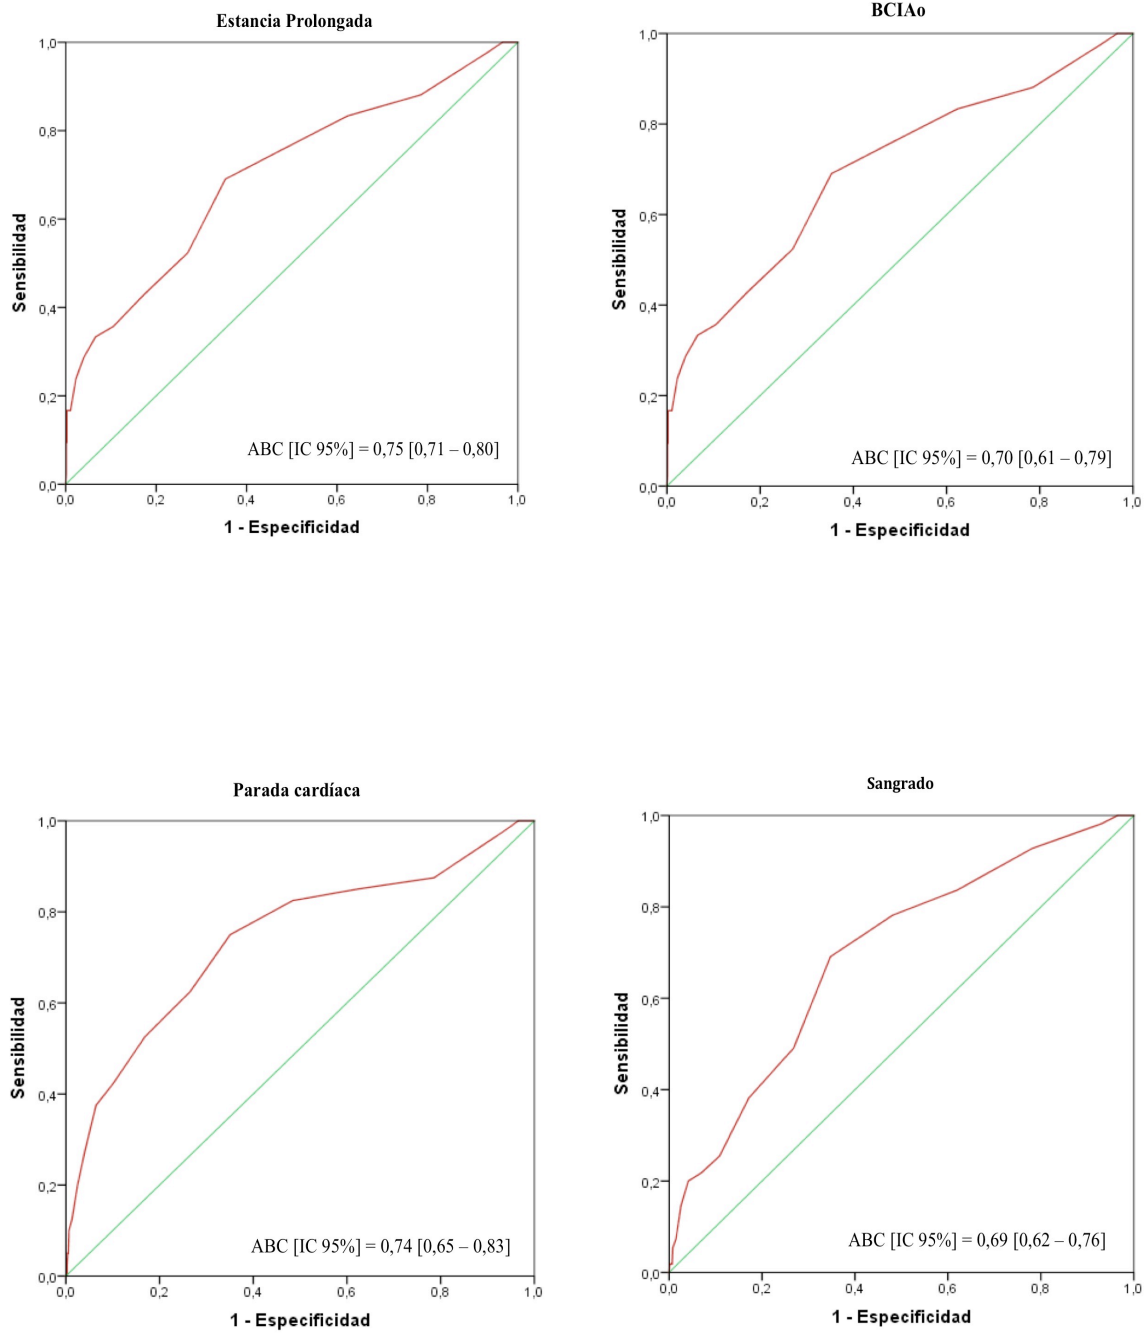 Estancia Prolongada
1,0
0,8
0,6
0,4
0,2
0,0
Sensibilidad
ABC [IC 95%] = 0,75 [0,71 – 0,80]
0,0 0,2 0,4 0,6 0,8 1,0
1 - Especificidad
BCIAo
1,0
0,8
0,6
0,4
0,2
0,0
Sensibilidad
ABC [IC 95%] = 0,70 [0,61 – 0,79]
0,0 0,2 0,4 0,6 0,8 1,0
1 - Especificidad
Parada cardíaca
1,0
0,8
0,6
0,4
0,2
0,0
Sensibilidad
ABC [IC 95%] = 0,74 [0,65 – 0,83]
0,0 0,2 0,4 0,6 0,8 1,0
1 - Especificidad
Sangrado
1,0
0,8
0,6
0,4
0,2
0,0
Sensibilidad
ABC [IC 95%] = 0,69 [0,62 – 0,76]
0,0 0,2 0,4 0,6 0,8 1,0
1 - Especificidad